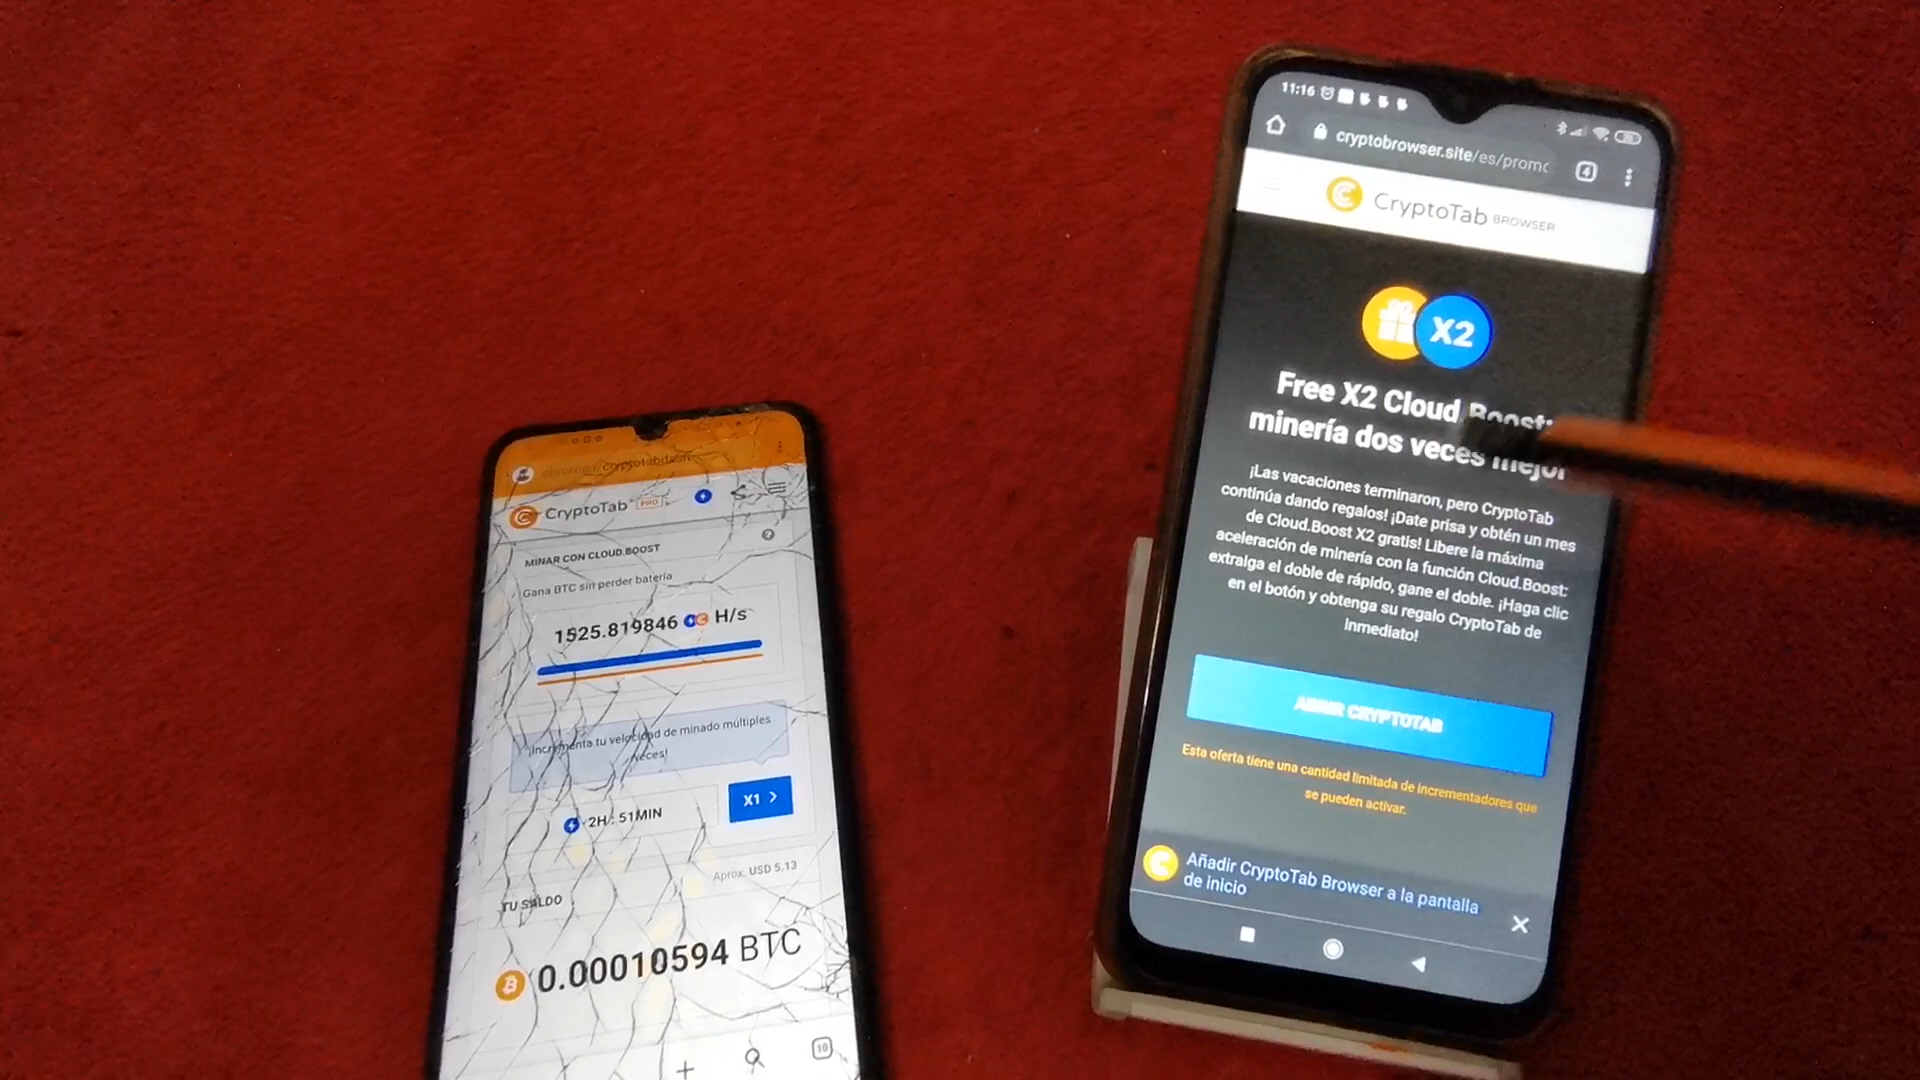 CryptoTab PRO
MINAR CON CLOUD.BOOST
Gana BTC sin perder batería
1525.819846 H/s
¡Incrementa tu velocidad de minado múltiples
veces!
2H : 51MIN
X1 >
Aprox. USD 5.13
TU SALDO
0.00010594 BTC
10
11:16
cryptobrowser.site/es/promo
4
CryptoTab BROWSER
X2
Free X2 Cloud Boost:
minería dos veces mejor
¡Las vacaciones terminaron, pero CryptoTab
continúa dando regalos! ¡Date prisa y obtén un mes
de Cloud.Boost X2 gratis! Libere la máxima
aceleración de minería con la función Cloud.Boost:
extraiga el doble de rápido, gane el doble. ¡Haga clic
en el botón y obtenga su regalo CryptoTab de
inmediato!
ABRIR CRYPTOTAB
Esta oferta tiene una cantidad limitada de incrementadores que
se pueden activar.
Añadir CryptoTab Browser a la pantalla
de inicio